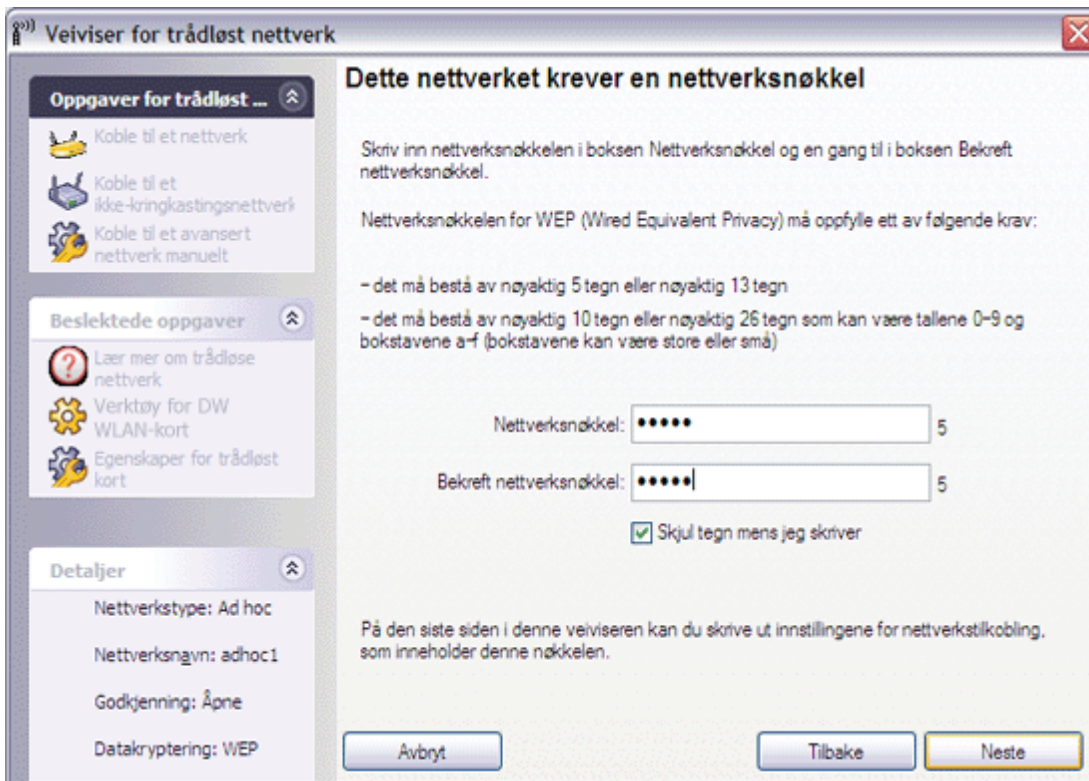 Veiviser for trådløst nettverk
Oppgaver for trådløst ...
Koble til et nettverk
Koble til et
ikke-kringkastingsnettverk
Koble til et avansert
nettverk manuelt
Beslektede oppgaver
Lær mer om trådløse
nettverk
Verktøy for DW
WLAN-kort
Egenskaper for trådløst
kort
Detaljer
Nettverkstype: Ad hoc
Nettverksnavn: adhoc1
Godkjenning: Åpne
Datakryptering: WEP
Dette nettverket krever en nettverksnøkkel
Skriv inn nettverksnøkkelen i boksen Nettverksnøkkel og en gang til i boksen Bekreft
nettverksnøkkel.
Nettverksnøkkelen for WEP (Wired Equivalent Privacy) må oppfylle ett av følgende krav:
– det må bestå av nøyaktig 5 tegn eller nøyaktig 13 tegn
– det må bestå av nøyaktig 10 tegn eller nøyaktig 26 tegn som kan være tallene 0–9 og
bokstavene a–f (bokstavene kan være store eller små)
Nettverksnøkkel: ••••• 5
Bekreft nettverksnøkkel: ••••• 5
Skjul tegn mens jeg skriver
På den siste siden i denne veiviseren kan du skrive ut innstillingene for nettverkstilkobling,
som inneholder denne nøkkelen.
Avbryt Tilbake Neste